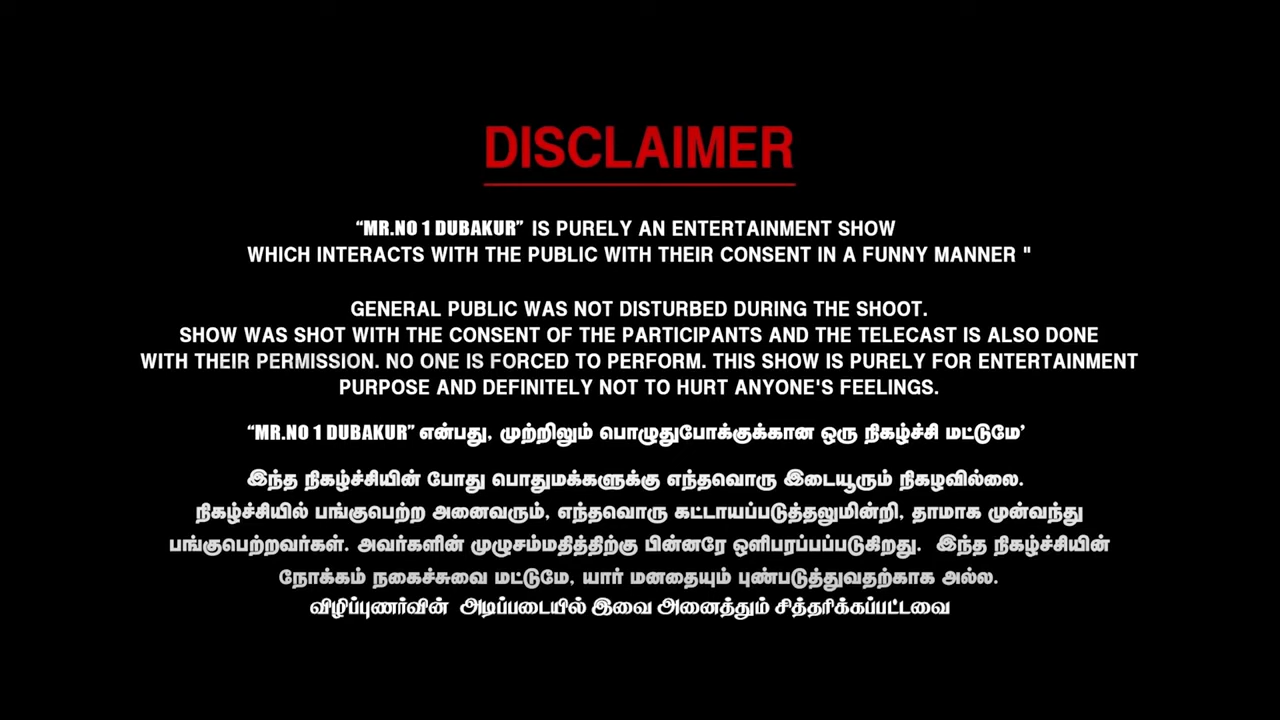 DISCLAIMER
“MR.NO 1 DUBAKUR” IS PURELY AN ENTERTAINMENT SHOW
WHICH INTERACTS WITH THE PUBLIC WITH THEIR CONSENT IN A FUNNY MANNER "
GENERAL PUBLIC WAS NOT DISTURBED DURING THE SHOOT.
SHOW WAS SHOT WITH THE CONSENT OF THE PARTICIPANTS AND THE TELECAST IS ALSO DONE
WITH THEIR PERMISSION. NO ONE IS FORCED TO PERFORM. THIS SHOW IS PURELY FOR ENTERTAINMENT
PURPOSE AND DEFINITELY NOT TO HURT ANYONE'S FEELINGS.
“MR.NO 1 DUBAKUR” என்பது, முற்றிலும் பொழுதுபோக்குக்கான ஒரு நிகழ்ச்சி மட்டுமே’
இந்த நிகழ்ச்சியின் போது பொதுமக்களுக்கு எந்தவொரு இடையூரும் நிகழவில்லை.
நிகழ்ச்சியில் பங்குபெற்ற அனைவரும், எந்தவொரு கட்டாயப்படுத்தலுமின்றி, தாமாக முன்வந்து
பங்குபெற்றவர்கள். அவர்களின் முழுசம்மதித்திற்கு பின்னரே ஒளிபரப்பப்படுகிறது. இந்த நிகழ்ச்சியின்
நோக்கம் நகைச்சுவை மட்டுமே, யார் மனதையும் புண்படுத்துவதற்காக அல்ல.
விழிப்புணர்வின் அடிப்படையில் இவை அனைத்தும் சித்தரிக்கப்பட்டவை